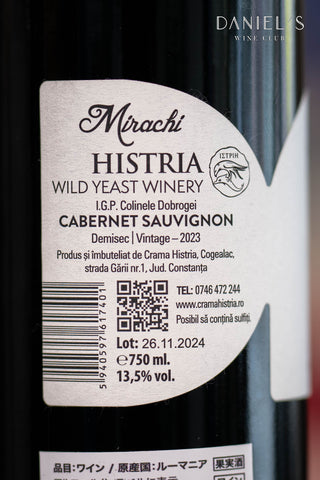 DANIEL'S
WINE CLUB
Mirachi
HISTRIA
ΙΣΤΡΙΗ
WILD YEAST WINERY
I.G.P. Colinele Dobrogei
CABERNET SAUVIGNON
Demisec | Vintage – 2023
Produs și îmbuteliat de Crama Histria, Cogealac,
strada Gării nr.1, Jud. Constanța
TEL: 0746 472 244
www.cramahistria.ro
Posibil să conțină sulfiți.
5940597617401
Lot: 26.11.2024
℮750 ml.
13,5% vol.
品目:ワイン / 原産国:ルーマニア 果実酒